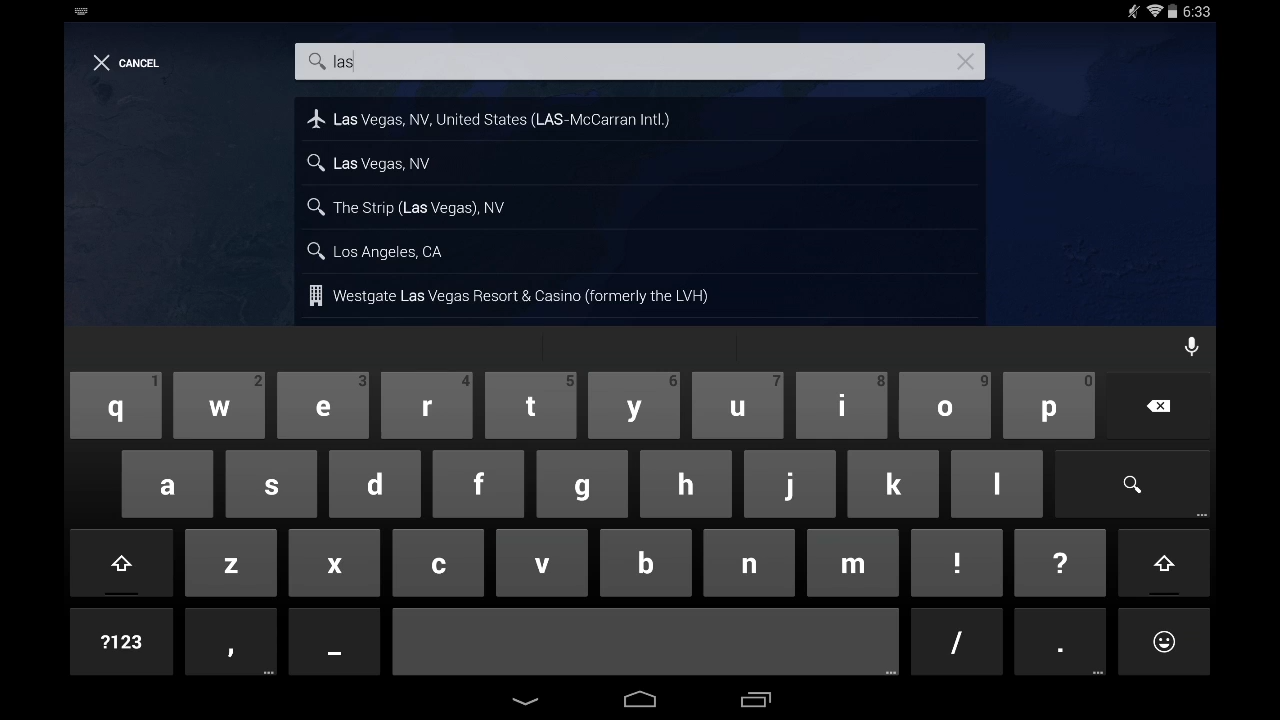 6:33
CANCEL
las
Las Vegas, NV, United States (LAS-McCarran Intl.)
Las Vegas, NV
The Strip (Las Vegas), NV
Los Angeles, CA
Westgate Las Vegas Resort & Casino (formerly the LVH)
1 2 3 4 5 6 7 8 9 0
q w e r t y u i o p
a s d f g h j k l
z x c v b n m ! ?
?123 , _ / .